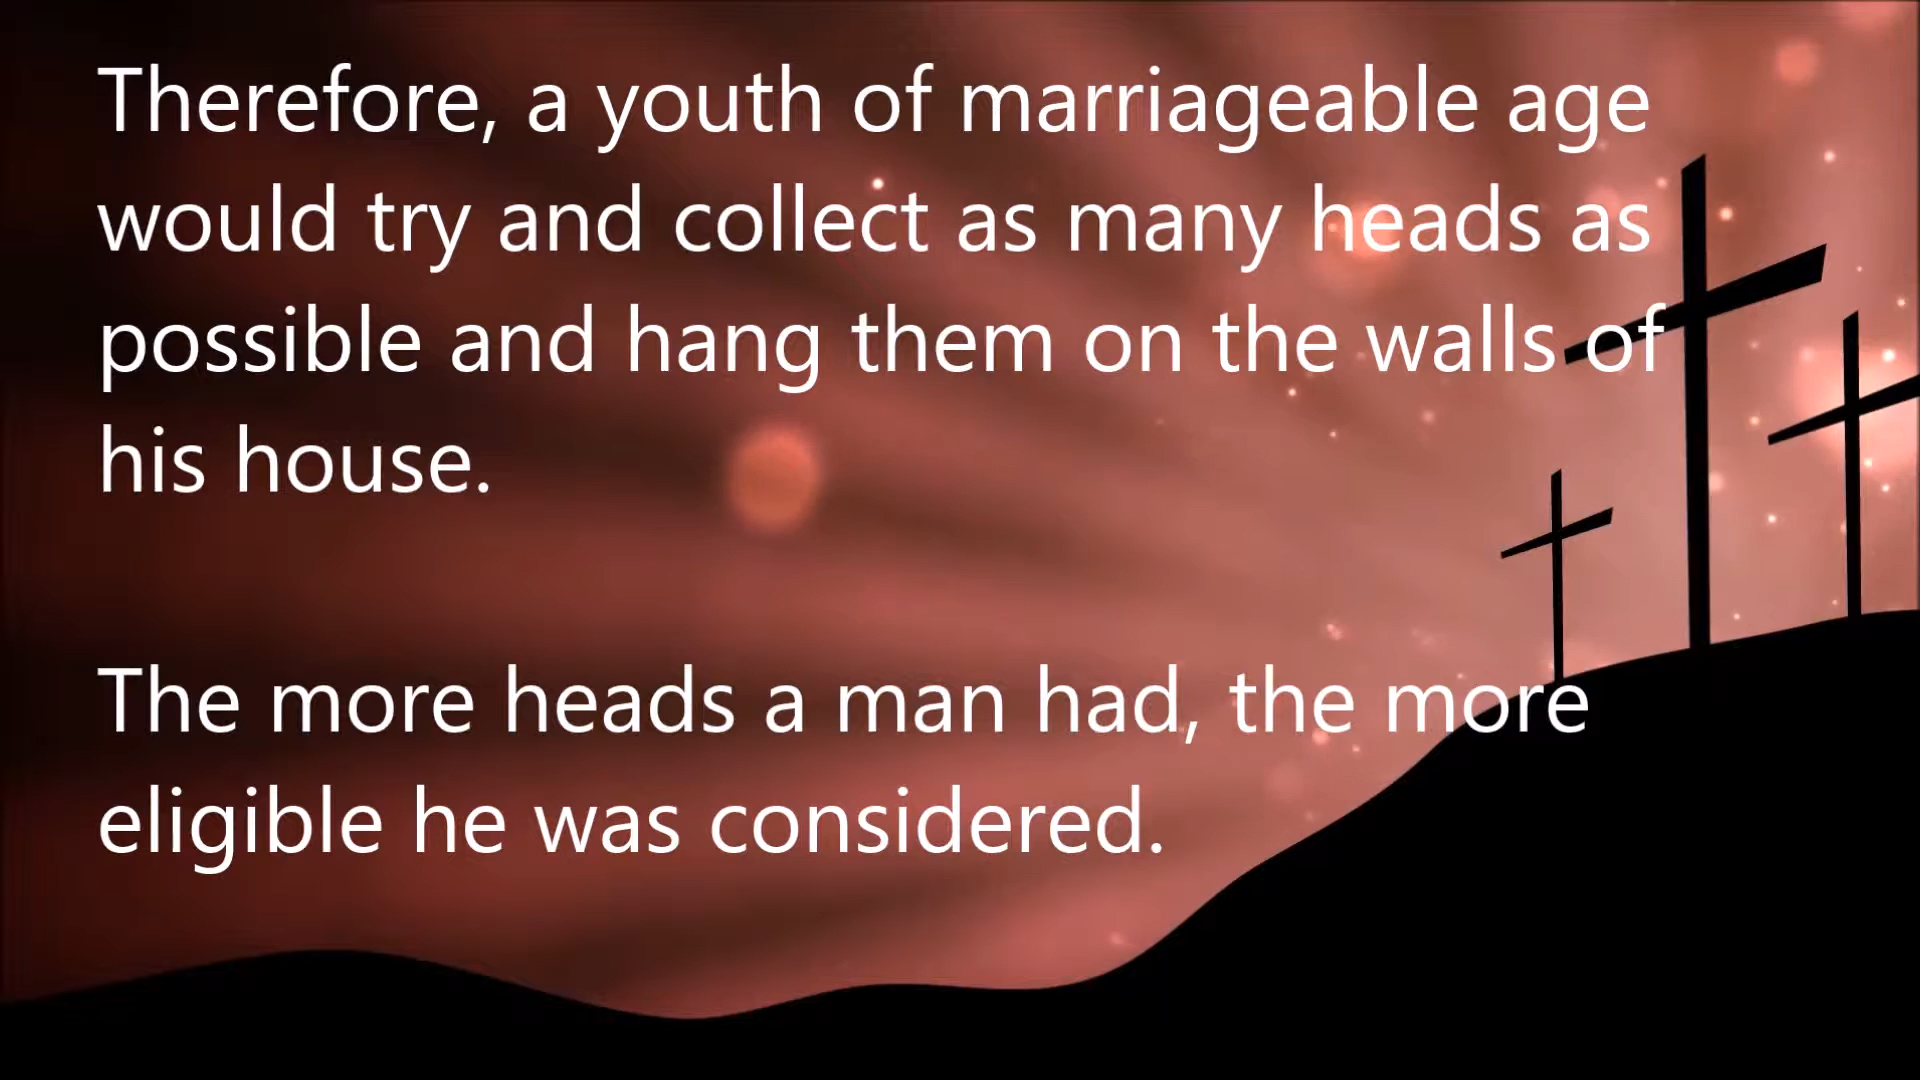 Therefore, a youth of marriageable age
would try and collect as many heads as
possible and hang them on the walls of
his house.
The more heads a man had, the more
eligible he was considered.